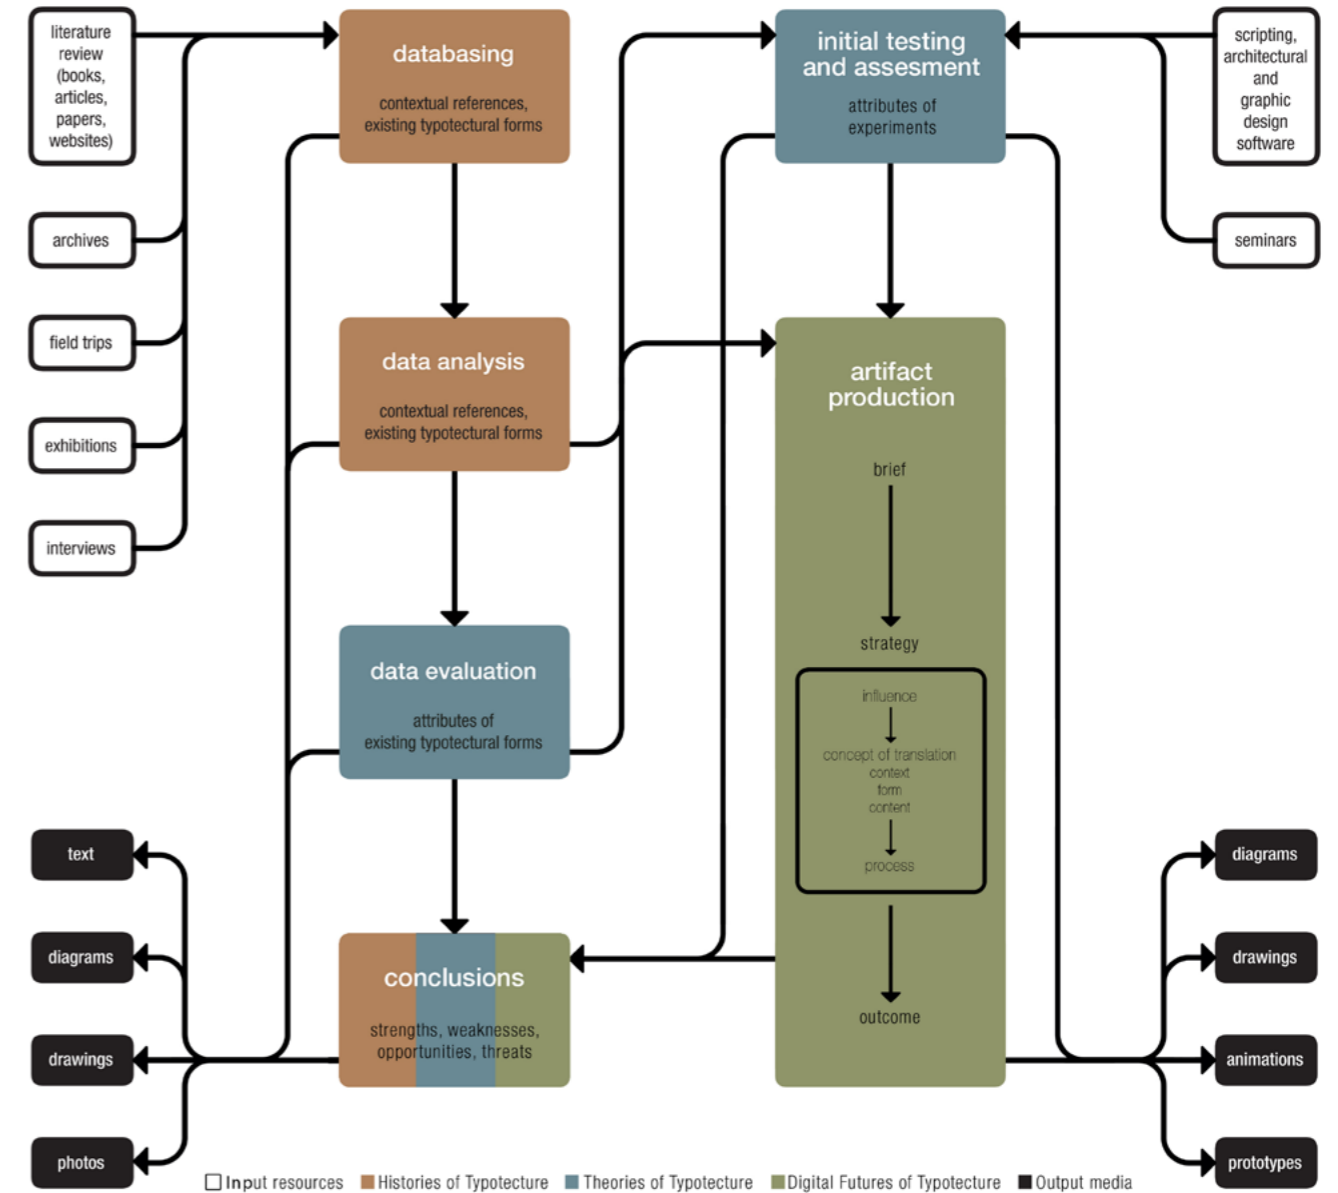 literature
review
(books,
articles,
papers,
websites)
archives
field trips
exhibitions
interviews
databasing
contextual references,
existing typotectural forms
data analysis
contextual references,
existing typotectural forms
data evaluation
attributes of
existing typotectural forms
conclusions
strengths, weaknesses,
opportunities, threats
initial testing
and assesment
attributes of
experiments
artifact
production
brief
strategy
influence
concept of translation
context
form
content
process
outcome
scripting,
architectural
and
graphic
design
software
seminars
text
diagrams
drawings
photos
diagrams
drawings
animations
prototypes
Input resources Histories of Typotecture Theories of Typotecture Digital Futures of Typotecture Output media